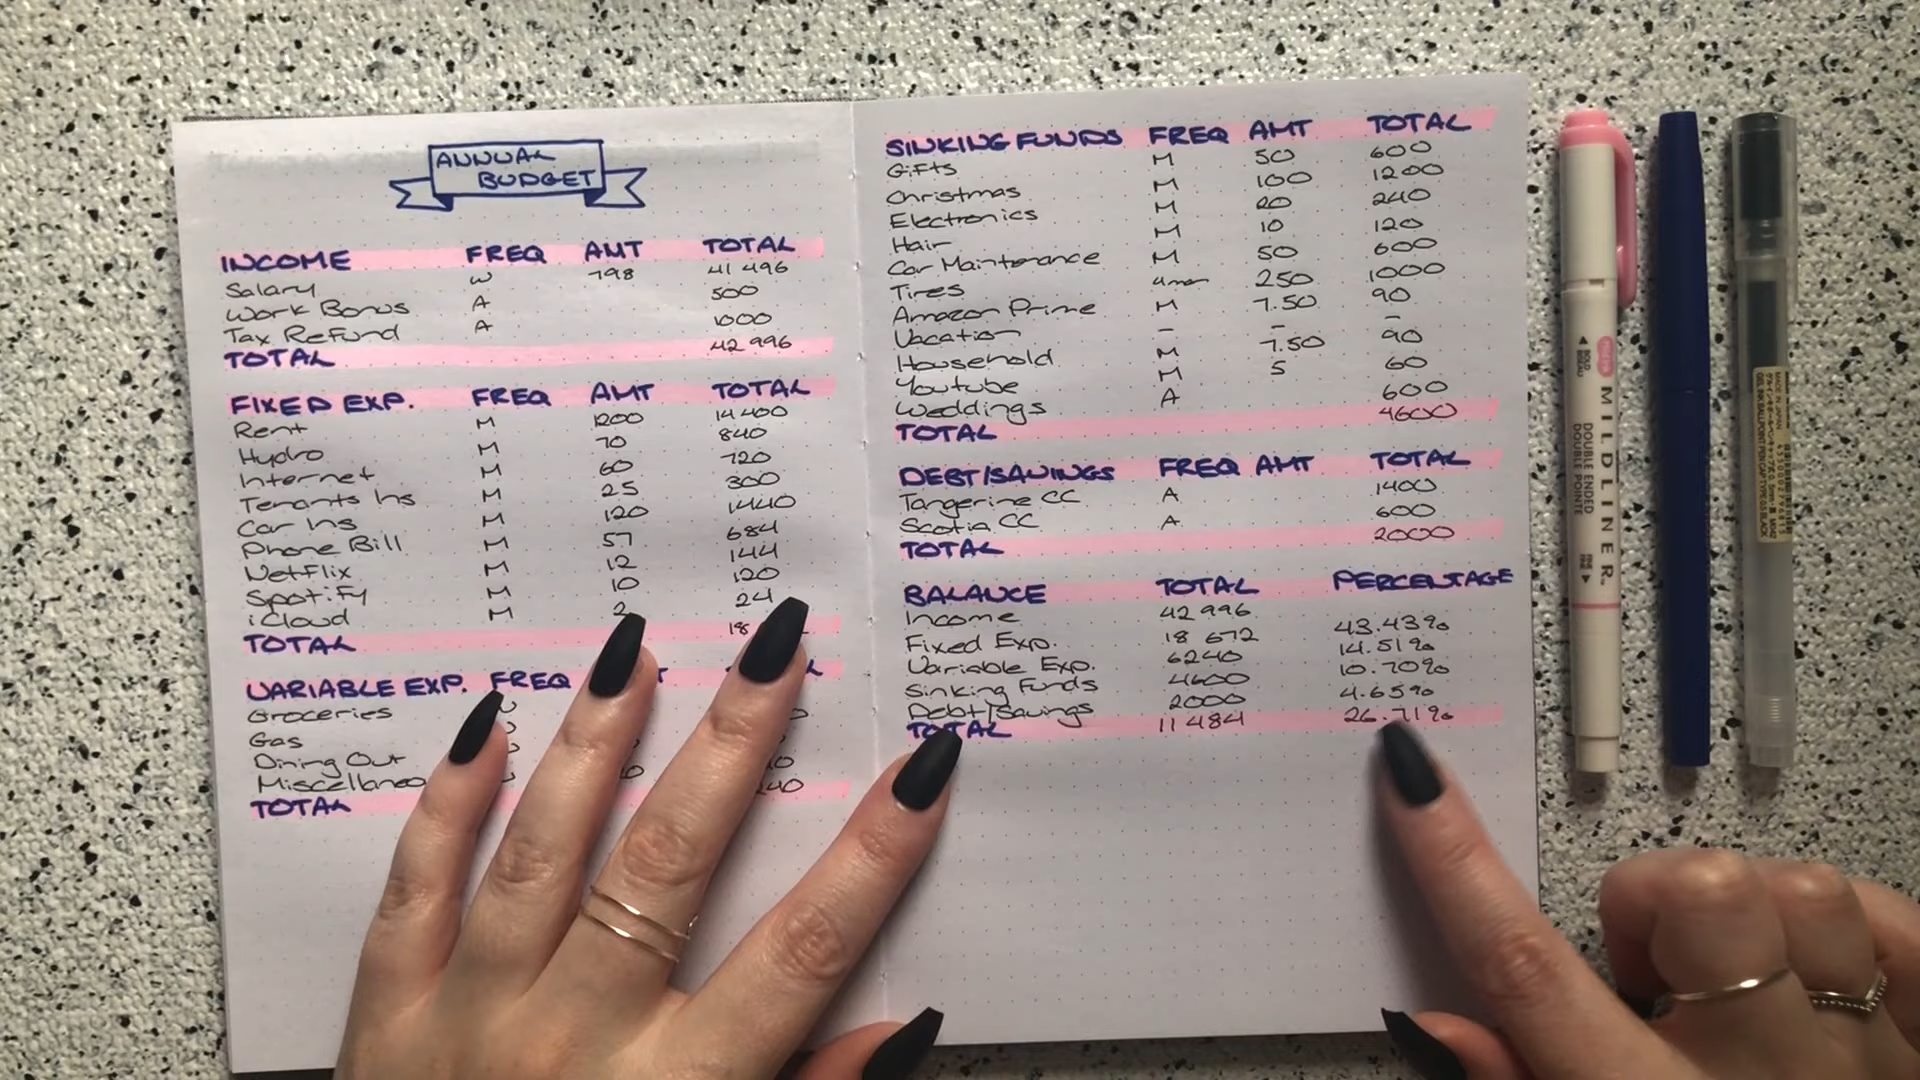 ANNUAL
BUDGET
INCOME FREQ AMT TOTAL
Salary W 798 41 496
Work Bonus A 500
Tax Refund A 1000
TOTAL 42 996
FIXED EXP. FREQ AMT TOTAL
Rent M 1200 14 400
Hydro M 70 840
Internet M 60 720
Tenants Ins M 25 300
Car Ins M 120 1440
Phone Bill M 57 684
Netflix M 12 144
Spotify M 10 120
iCloud M 2 24
TOTAL 18
VARIABLE EXP. FREQ
Groceries
Gas
Dining Out
Miscellaneo
TOTAL 240
SINKING FUNDS FREQ AMT TOTAL
Gifts M 50 600
Christmas M 100 1200
Electronics M 20 240
Hair M 10 120
Car Maintenance M 50 600
Tires 4mon 250 1000
Amazon Prime M 7.50 90
Vacation - - -
Household M 7.50 90
Youtube M 5 60
Weddings A 600
TOTAL 4600
DEBT/SAVINGS FREQ AMT TOTAL
Tangerine CC A 1400
Scotia CC A 600
TOTAL 2000
BALANCE TOTAL PERCENTAGE
Income 42 996
Fixed Exp. 18 672 43.43%
Variable Exp. 6240 14.51%
Sinking Funds 4600 10.70%
Debt/Savings 2000 4.65%
TOTAL 11 484 26.71%
MILDLINER.
DOUBLE ENDED
DOUBLE POINTE